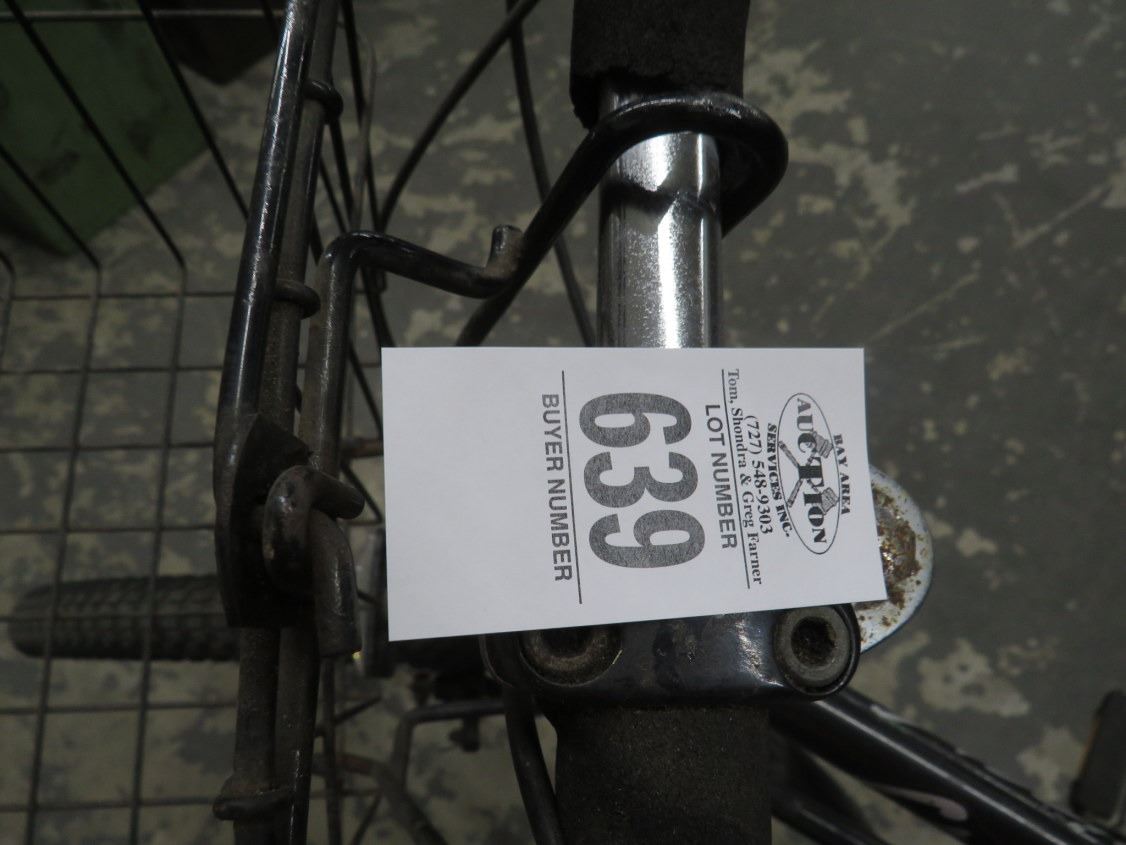 BAY AREA
AUCTION
SERVICES INC.
(727) 548-9303
Tom, Shondra & Greg Farner
LOT NUMBER
639
BUYER NUMBER